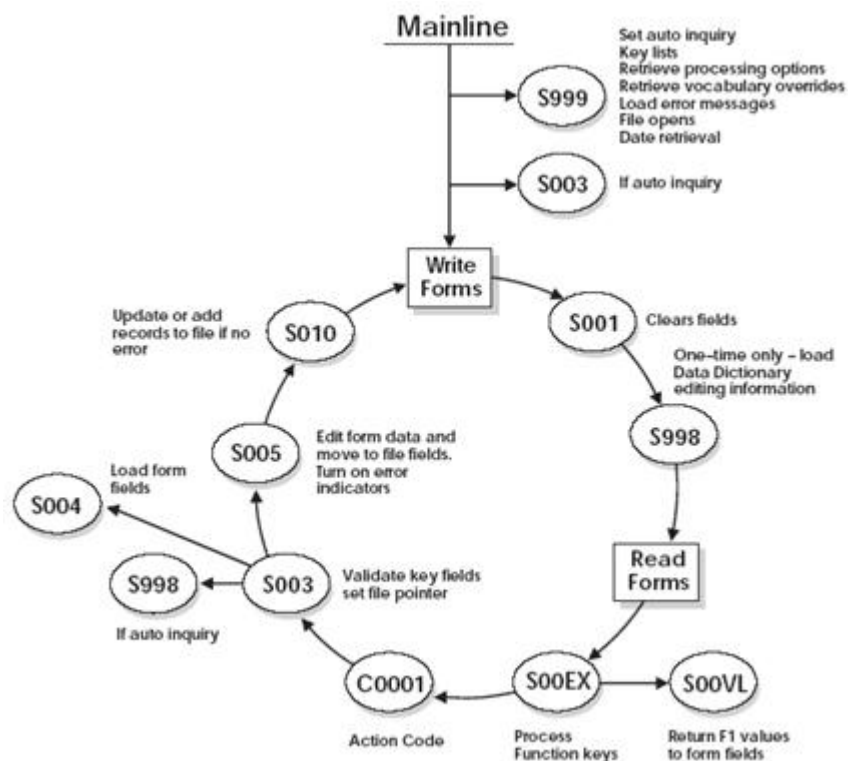 Mainline
Set auto inquiry
Key lists
Retrieve processing options
Retrieve vocabulary overrides
Load error messages
File opens
Date retrieval
S999
S003
If auto inquiry
Write
Forms
Update or add
records to file if no
error
S010
S001
Clears fields
One-time only – load
Data Dictionary
editing information
S998
S005
Edit form data and
move to file fields.
Turn on error
indicators
Load form
fields
S004
Read
Forms
S998
If auto inquiry
S003
Validate key fields
set file pointer
C0001
Action Code
S00EX
Process
Function keys
S00VL
Return F1 values
to form fields